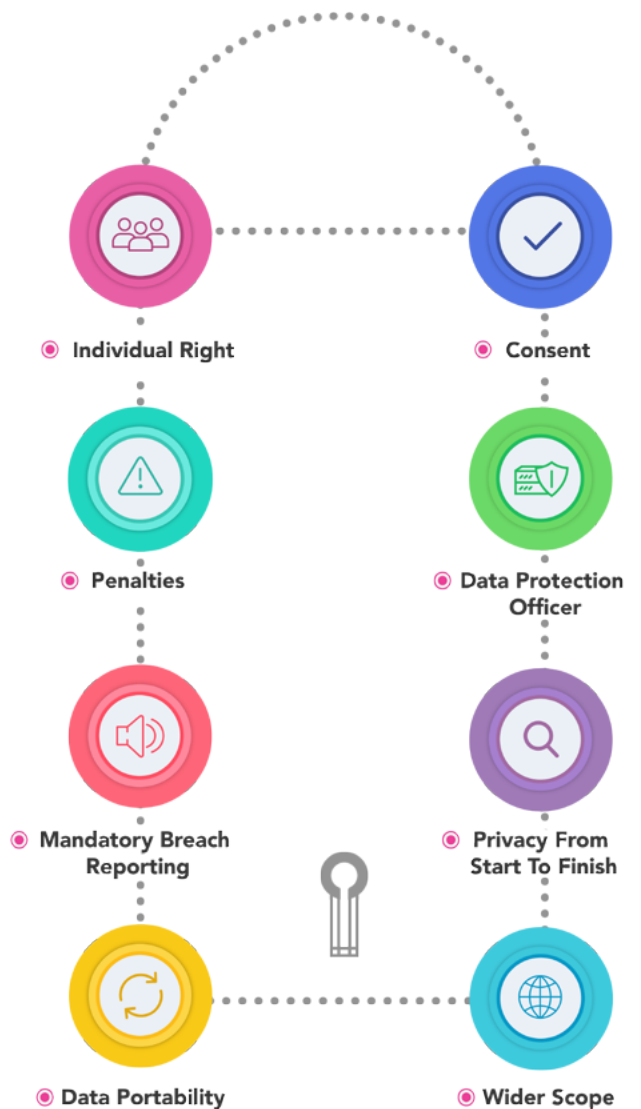 Individual Right
Consent
Penalties
Data Protection
Officer
Mandatory Breach
Reporting
Privacy From
Start To Finish
Data Portability
Wider Scope